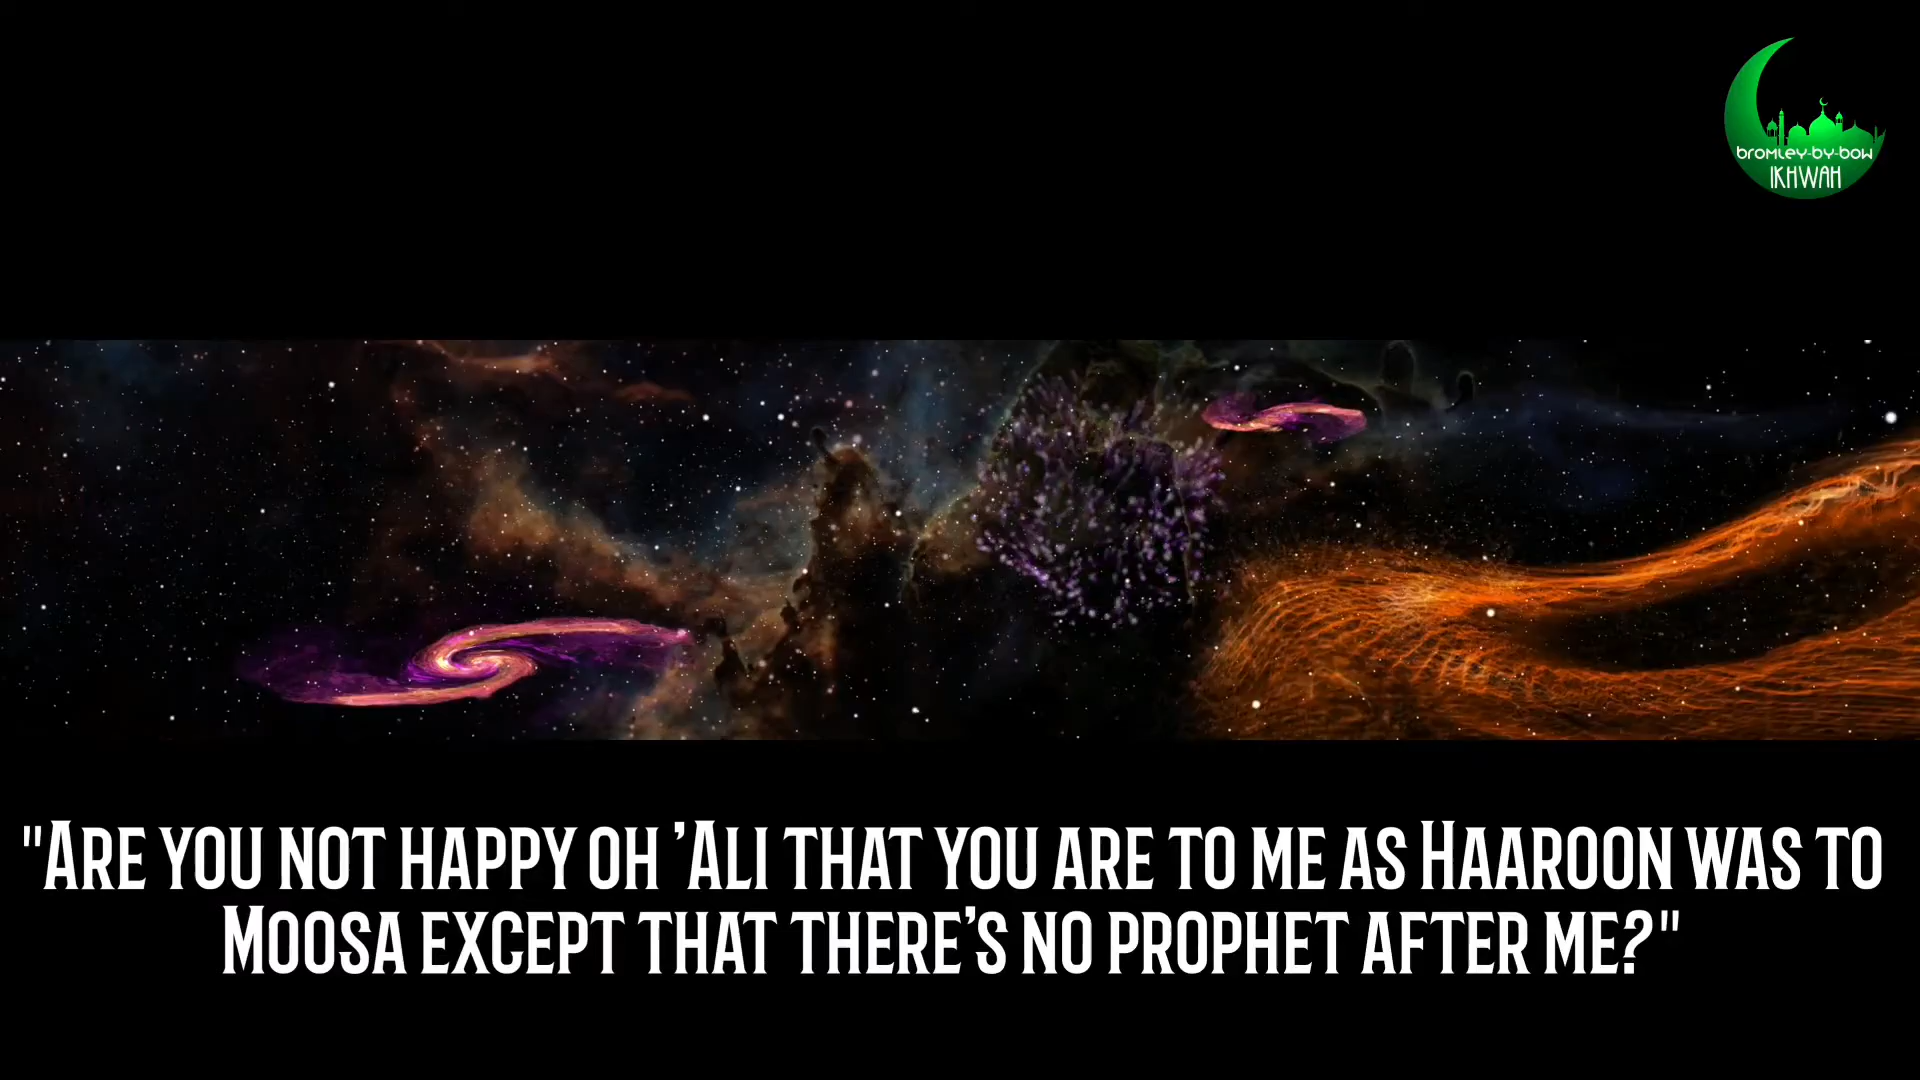 bromley-by-bow
IKHWAH
"Are you not happy oh 'Ali that you are to me as Haaroon was to
Moosa except that there's no prophet after me?"